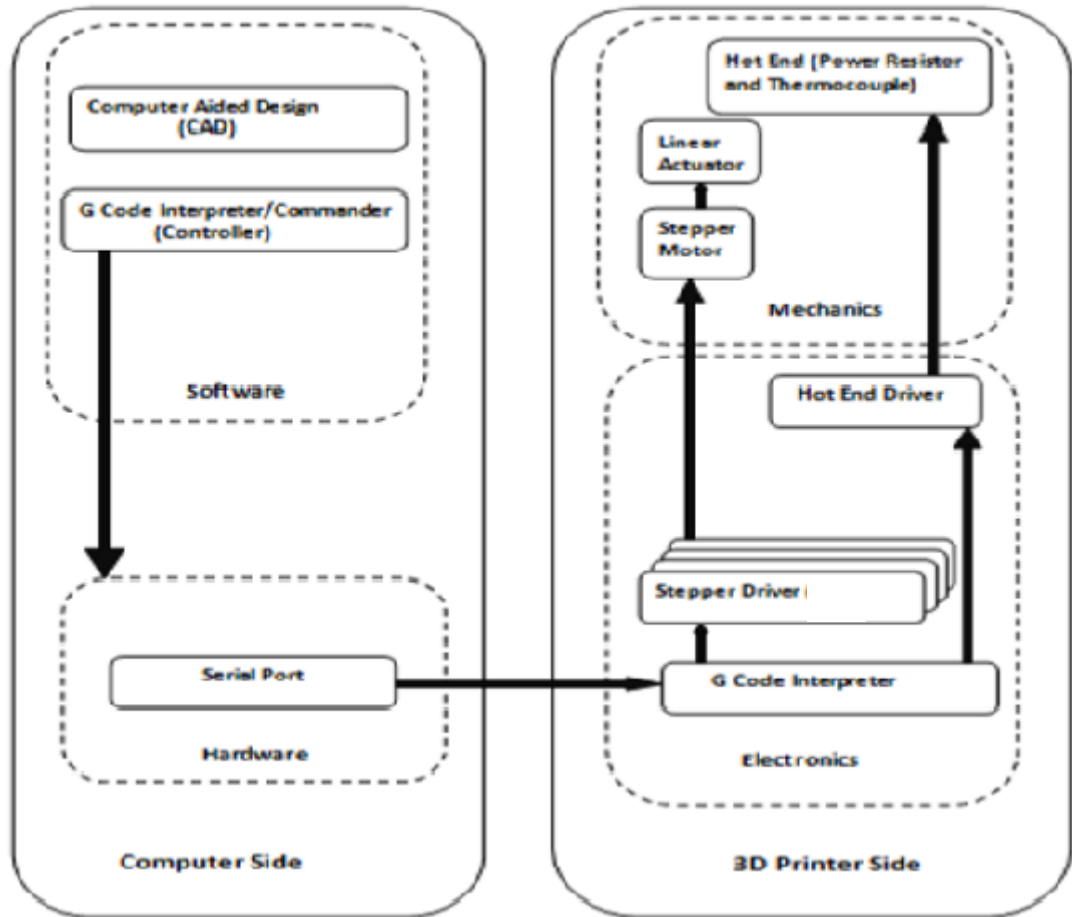 Computer Aided Design
(CAD)
G Code Interpreter/Commander
(Controller)
Software
Serial Port
Hardware
Computer Side
Hot End (Power Resistor
and Thermocouple)
Linear
Actuator
Stepper
Motor
Mechanics
Hot End Driver
Stepper Driver
G Code Interpreter
Electronics
3D Printer Side